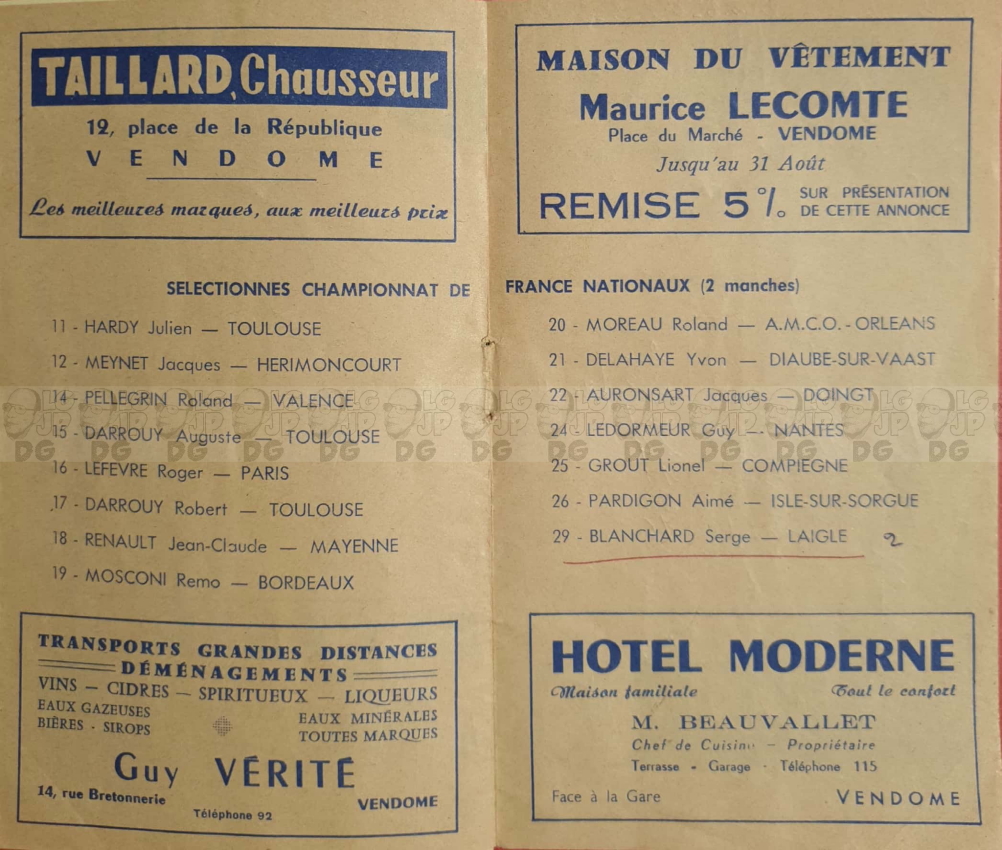 TAILLARD, Chausseur
12, place de la République
VENDOME
Les meilleures marques, aux meilleurs prix
SELECTIONNES CHAMPIONNAT DE
11 - HARDY Julien — TOULOUSE
12 - MEYNET Jacques — HERIMONCOURT
14 - PELLEGRIN Roland — VALENCE
15 - DARROUY Auguste — TOULOUSE
16 - LEFEVRE Roger — PARIS
17 - DARROUY Robert — TOULOUSE
18 - RENAULT Jean-Claude — MAYENNE
19 - MOSCONI Remo — BORDEAUX
TRANSPORTS GRANDES DISTANCES
DÉMÉNAGEMENTS
VINS — CIDRES — SPIRITUEUX — LIQUEURS
EAUX GAZEUSES
BIÈRES - SIROPS
EAUX MINÉRALES
TOUTES MARQUES
Guy VÉRITÉ
14, rue Bretonnerie
VENDOME
Téléphone 92
MAISON DU VÊTEMENT
Maurice LECOMTE
Place du Marché - VENDOME
Jusqu'au 31 Août
REMISE 5 %
SUR PRÉSENTATION
DE CETTE ANNONCE
FRANCE NATIONAUX (2 manches)
20 - MOREAU Roland — A.M.C.O. - ORLEANS
21 - DELAHAYE Yvon — DIAUBE-SUR-VAAST
22 - AURONSART Jacques — DOINGT
24 - LEDORMEUR Guy — NANTES
25 - GROUT Lionel — COMPIEGNE
26 - PARDIGON Aimé — ISLE-SUR-SORGUE
29 - BLANCHARD Serge — LAIGLE 2
HOTEL MODERNE
Maison familiale
Tout le confort
M. BEAUVALLET
Chef de Cuisine — Propriétaire
Terrasse - Garage - Téléphone 115
Face à la Gare
VENDOME
LG JP DG